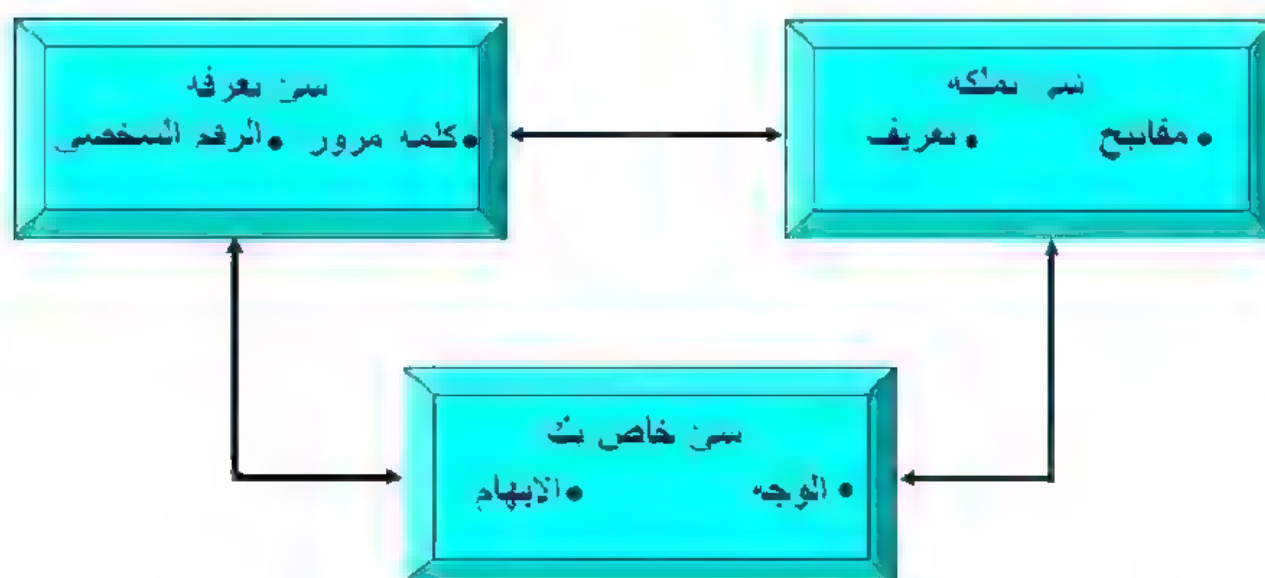 شئ تملكه
• مفاتيح • تعريف
شئ تعرفه
• كلمة مرور • الرقم الشخصي
شئ خاص بك
• الوجه • الابهام